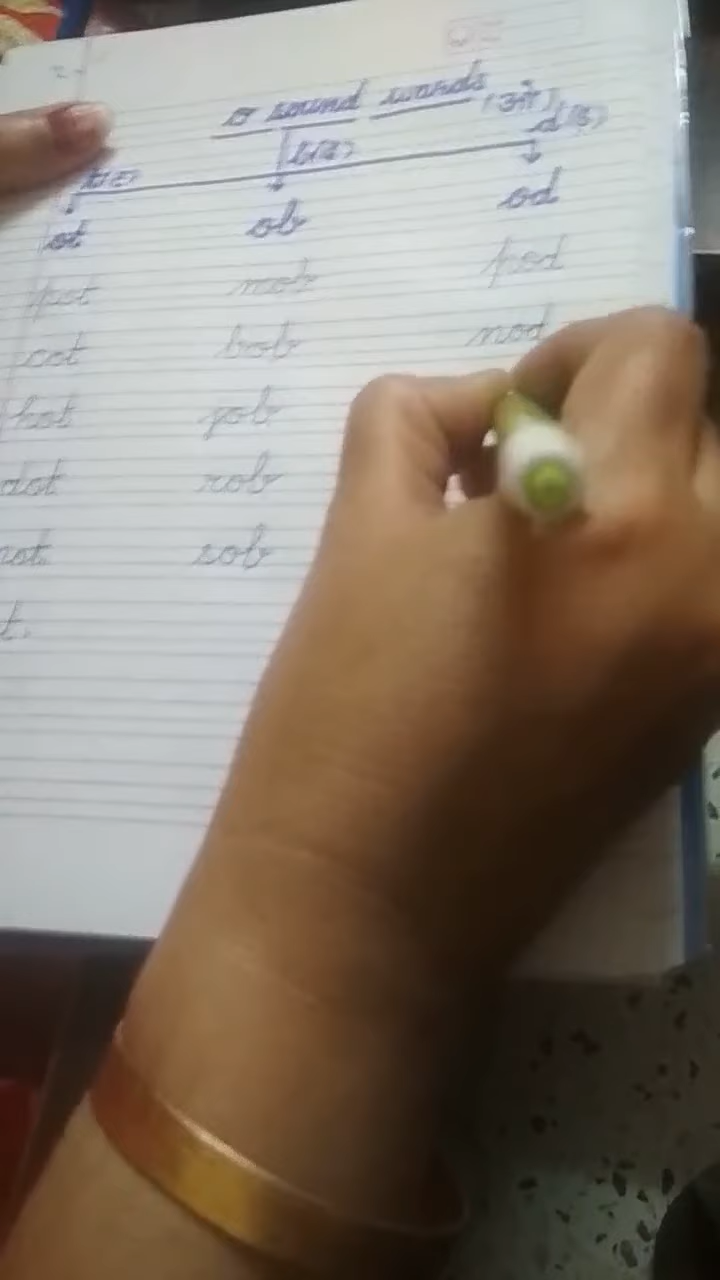 o sound words (ऑ)
t(ट) b(ब) d(ड)
ot ob od
pot mob pod
cot bob nod
hot job
dot rob
not sob
t.